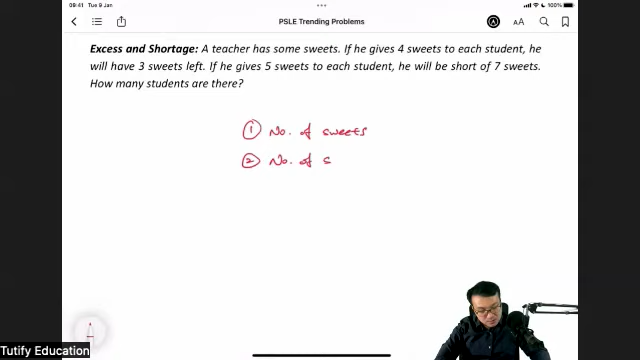 09:41 Tue 9 Jan
PSLE Trending Problems
100%
AA
Excess and Shortage: A teacher has some sweets. If he gives 4 sweets to each student, he
will have 3 sweets left. If he gives 5 sweets to each student, he will be short of 7 sweets.
How many students are there?
1 No. of sweets
2 No. of s
Tutify Education